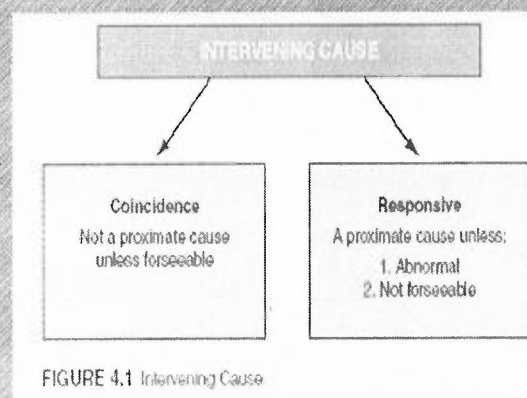 INTERVENING CAUSE
Coincidence
Not a proximate cause
unless forseeable
Responsive
A proximate cause unless:
1. Abnormal
2. Not forseeable
FIGURE 4.1 Intervening Cause